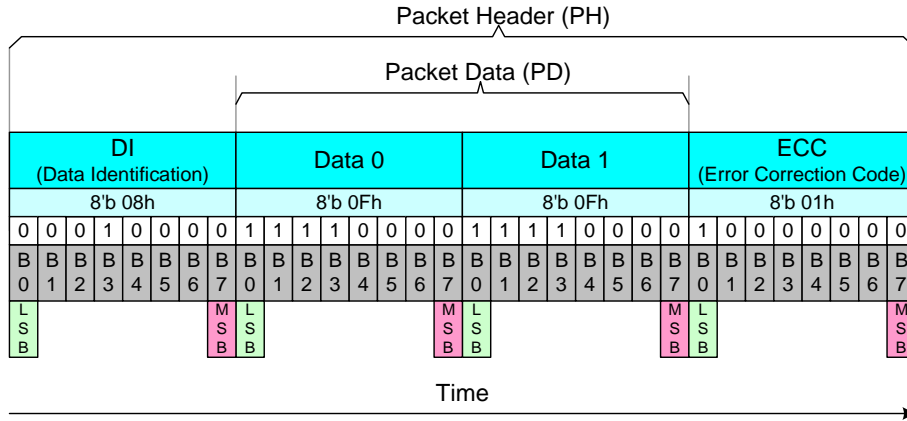 Packet Header (PH)
Packet Data (PD)
DI Data 0 Data 1 ECC
(Data Identification) (Error Correction Code)
8'b 08h 8'b 0Fh 8'b 0Fh 8'b 01h
0 0 0 1 0 0 0 0 1 1 1 1 0 0 0 0 1 1 1 1 0 0 0 0 1 0 0 0 0 0 0 0
B B B B B B B B B B B B B B B B B B B B B B B B B B B B B B B B
0 1 2 3 4 5 6 7 0 1 2 3 4 5 6 7 0 1 2 3 4 5 6 7 0 1 2 3 4 5 6 7
L M L M L M L M
S S S S S S S S
B B B B B B B B
Time